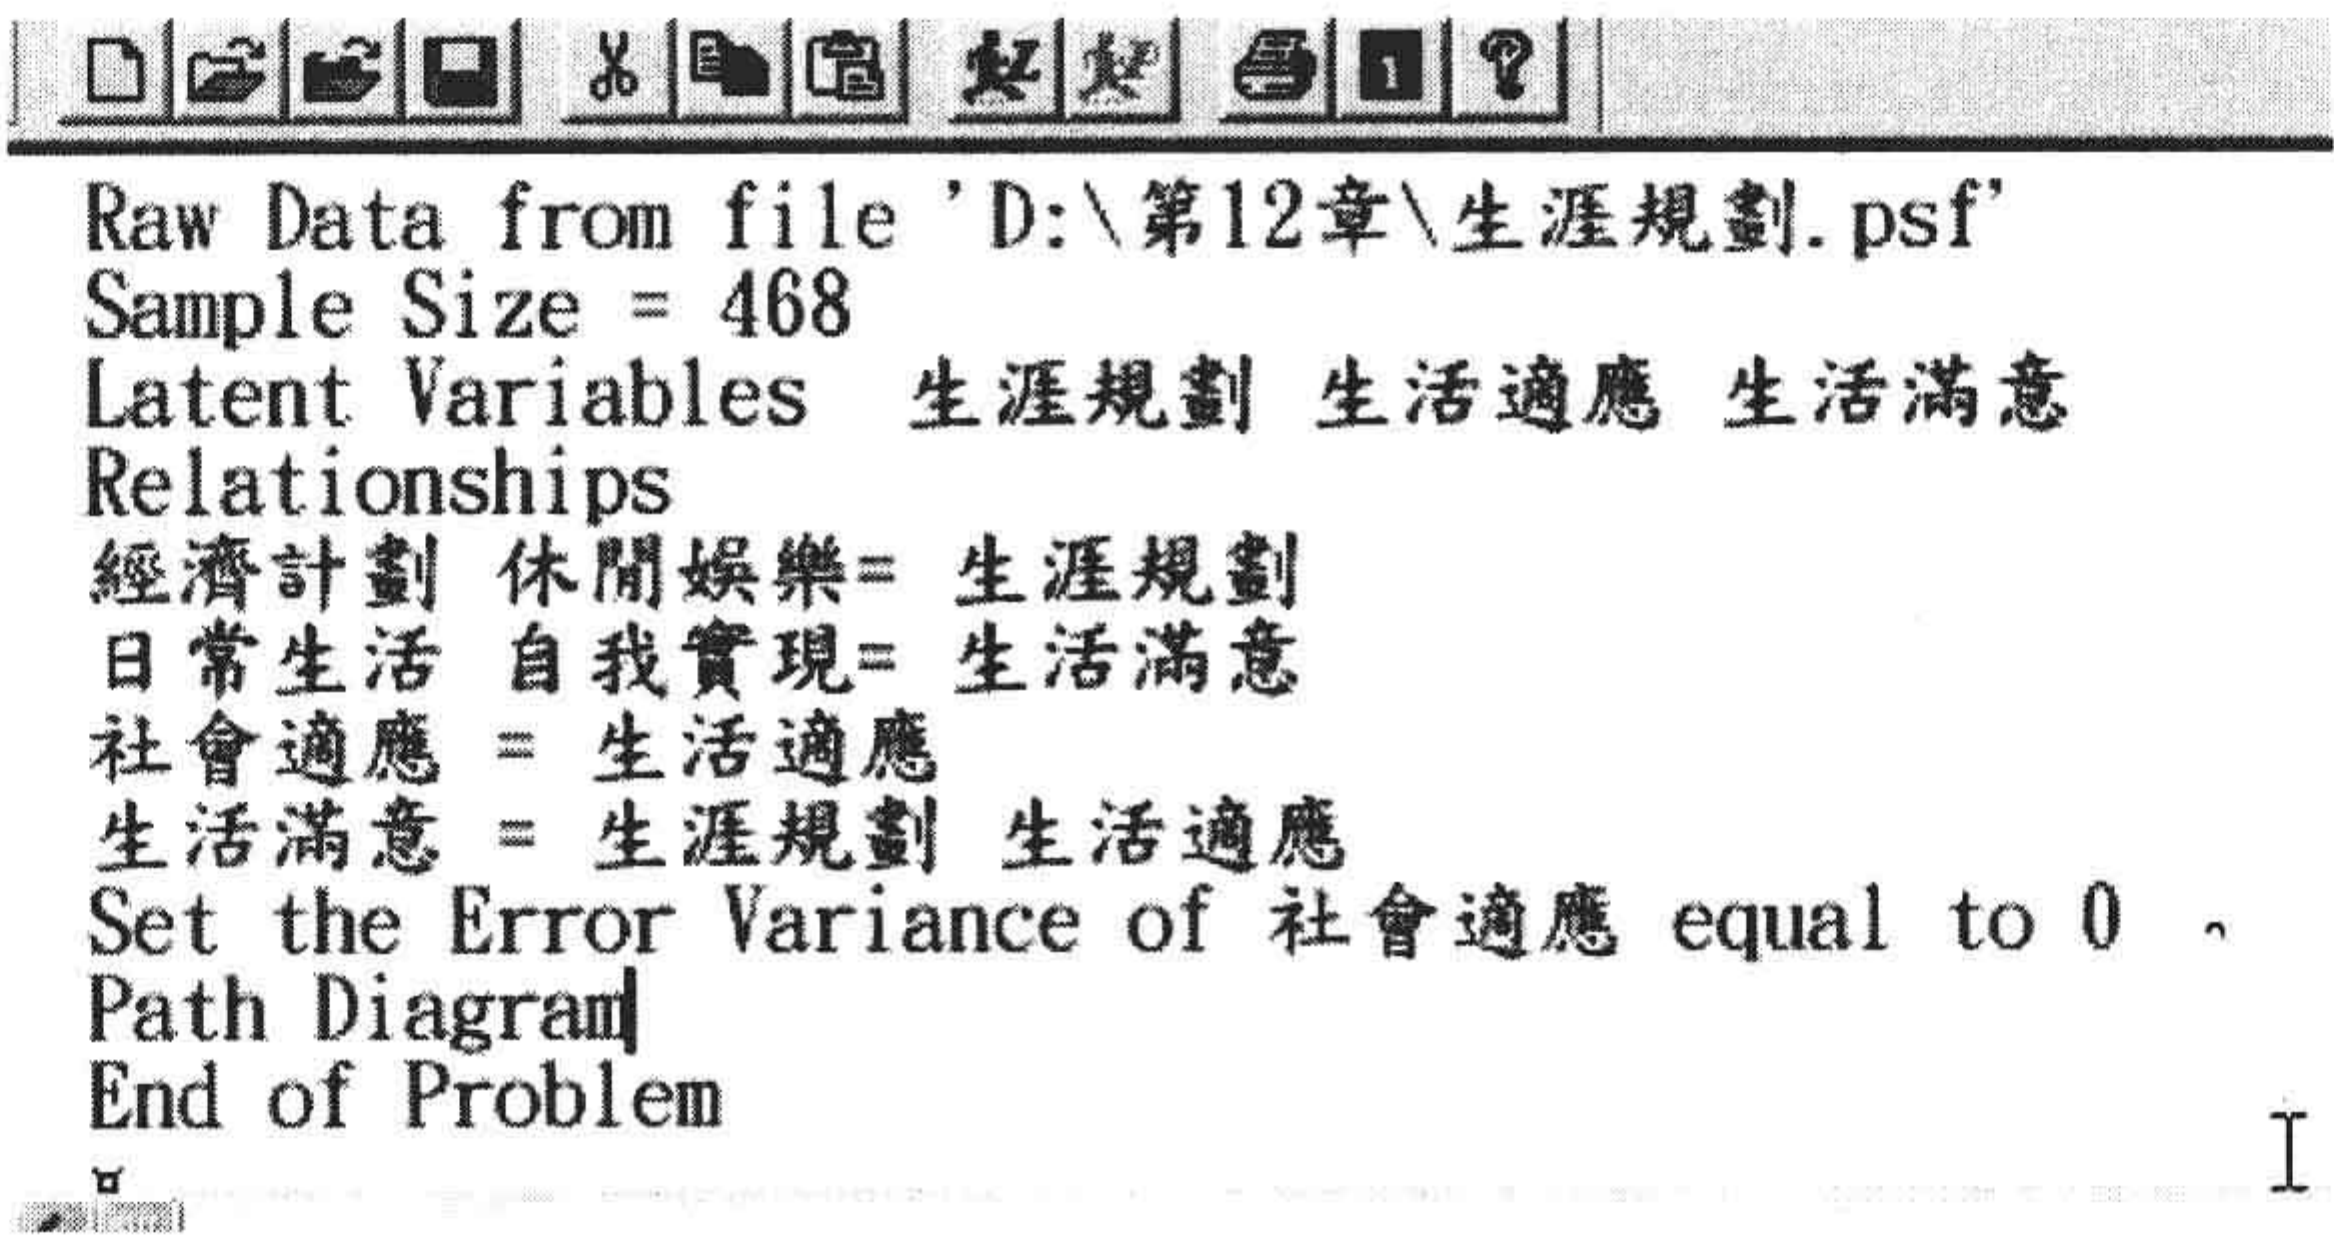 Raw Data from file 'D:\第12章\生涯規劃.psf'
Sample Size = 468
Latent Variables  生涯規劃 生活適應 生活滿意
Relationships
經濟計劃 休閒娛樂= 生涯規劃
日常生活 自我實現= 生活滿意
社會適應 = 生活適應
生活滿意 = 生涯規劃 生活適應
Set the Error Variance of 社會適應 equal to 0
Path Diagram
End of Problem